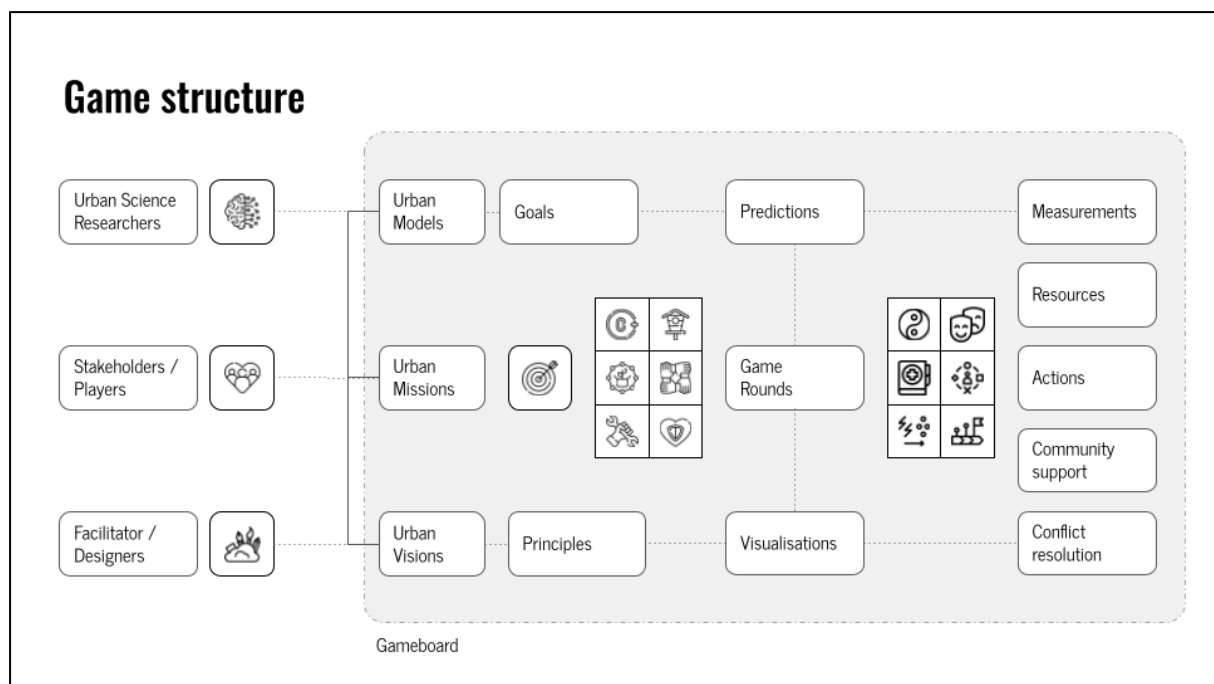 Game structure
Urban Science
Researchers
Urban
Models
Goals
Predictions
Measurements
Resources
Stakeholders /
Players
Urban
Missions
Game
Rounds
Actions
Community
support
Facilitator /
Designers
Urban
Visions
Principles
Visualisations
Conflict
resolution
Gameboard